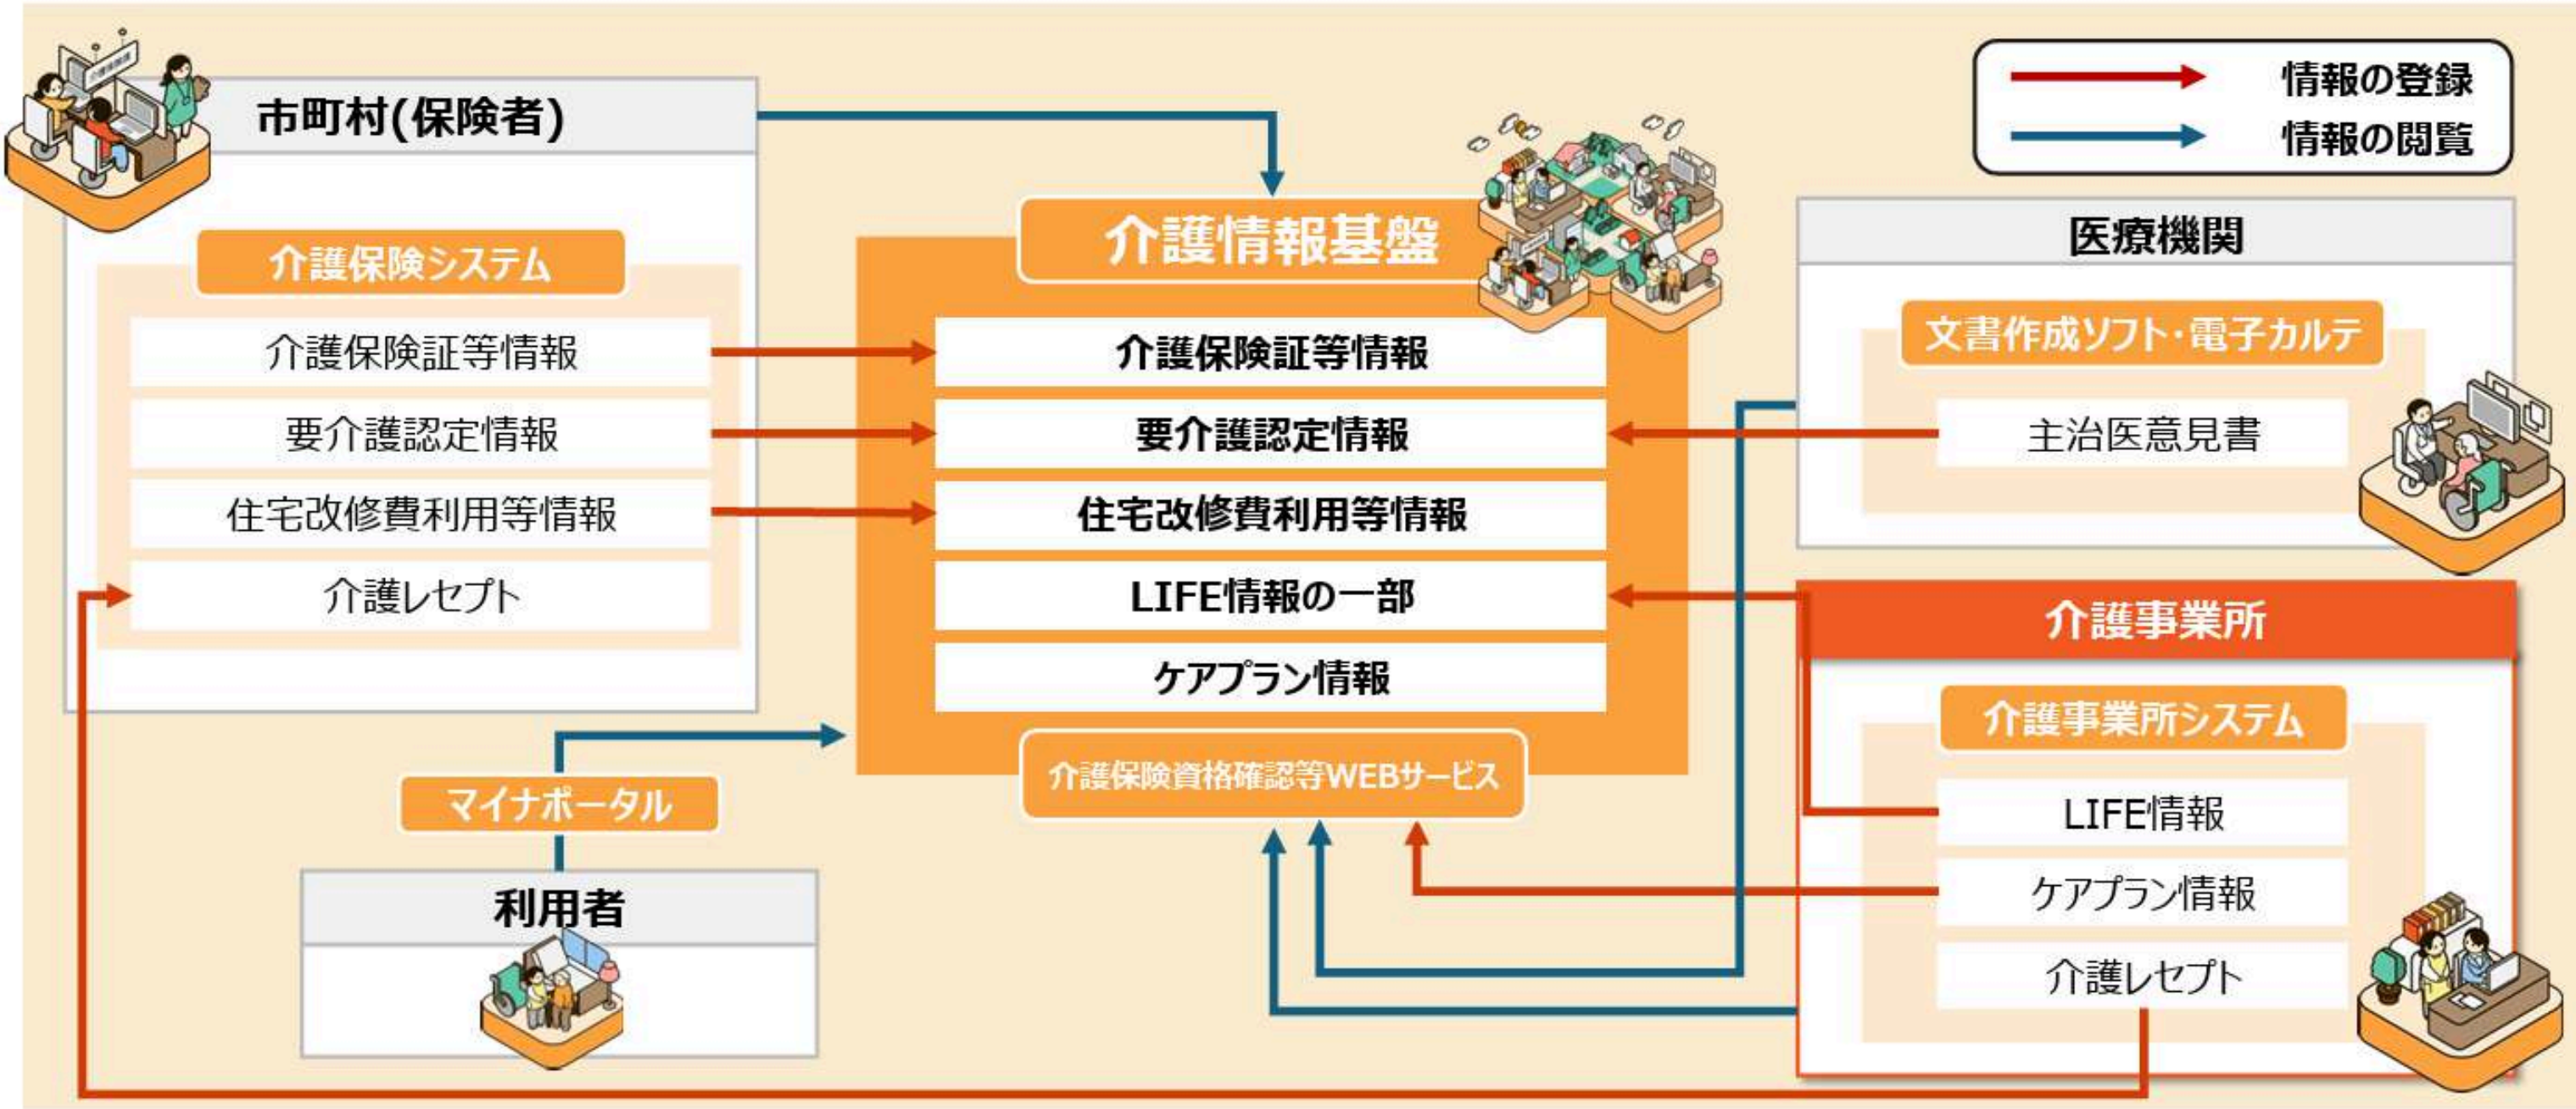 市町村(保険者)
介護保険システム
介護保険証等情報
要介護認定情報
住宅改修費利用等情報
介護レセプト
マイナポータル
利用者
介護情報基盤
介護保険証等情報
要介護認定情報
住宅改修費利用等情報
LIFE情報の一部
ケアプラン情報
介護保険資格確認等WEBサービス
情報の登録
情報の閲覧
医療機関
文書作成ソフト・電子カルテ
主治医意見書
介護事業所
介護事業所システム
LIFE情報
ケアプラン情報
介護レセプト